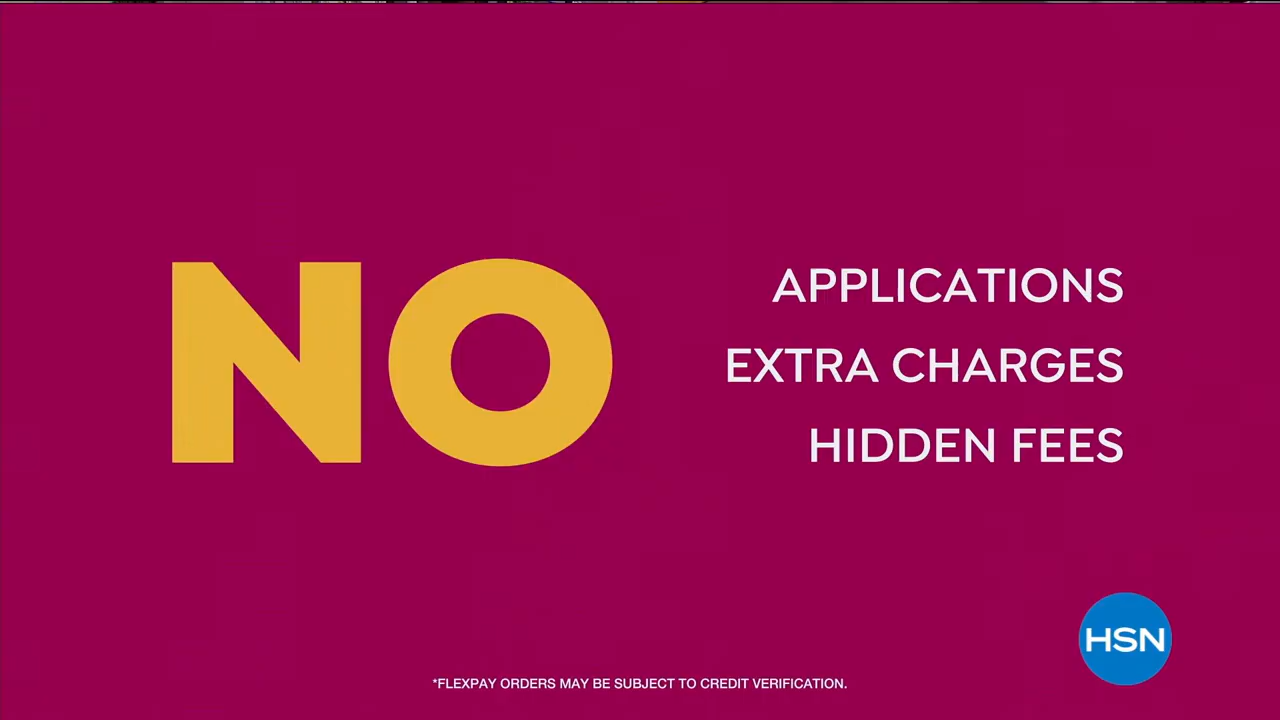 NO
APPLICATIONS
EXTRA CHARGES
HIDDEN FEES
HSN
*FLEXPAY ORDERS MAY BE SUBJECT TO CREDIT VERIFICATION.